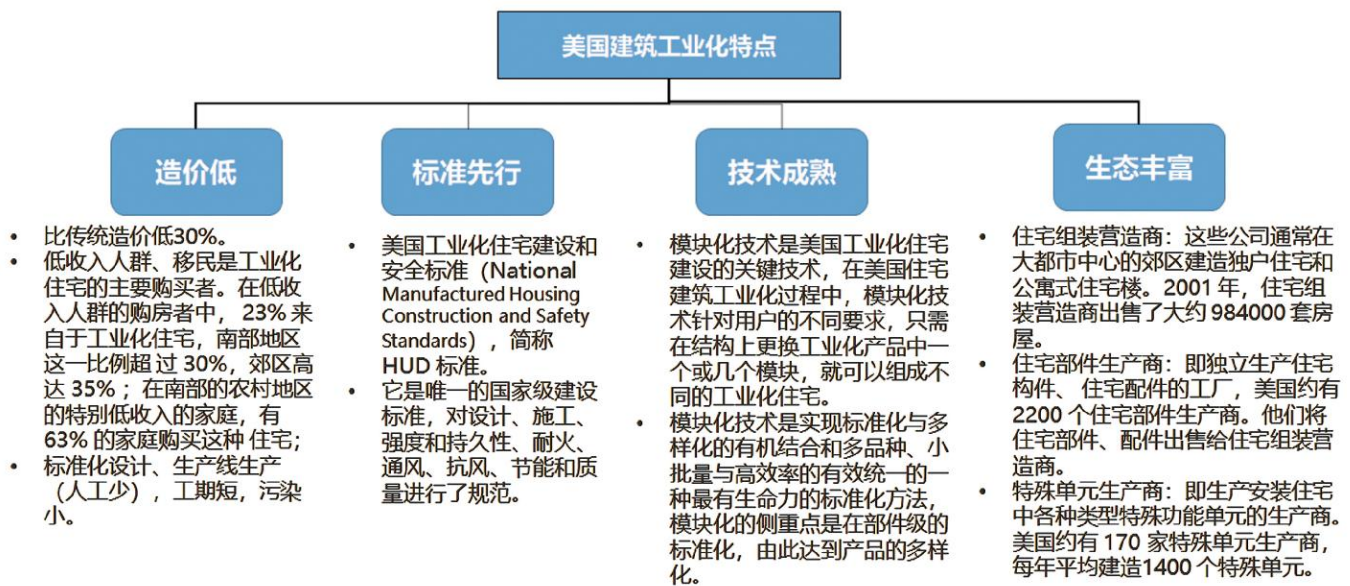 美国建筑工业化特点
造价低
• 比传统造价低30%。
• 低收入人群、移民是工业化
住宅的主要购买者。在低收
入人群的购房者中， 23% 来
自于工业化住宅，南部地区
这一比例超 过 30%，郊区高
达 35%；在南部的农村地区
的特别低收入的家庭，有
63% 的家庭购买这种 住宅；
• 标准化设计、生产线生产
（人工少），工期短，污染
小。
标准先行
• 美国工业化住宅建设和
安全标准（National
Manufactured Housing
Construction and Safety
Standards），简称
HUD 标准。
• 它是唯一的国家级建设
标准，对设计、施工、
强度和持久性、耐火、
通风、抗风、节能和质
量进行了规范。
技术成熟
• 模块化技术是美国工业化住宅
建设的关键技术，在美国住宅
建筑工业化过程中，模块化技
术针对用户的不同要求，只需
在结构上更换工业化产品中一
个或几个模块，就可以组成不
同的工业化住宅。
• 模块化技术是实现标准化与多
样化的有机结合和多品种、小
批量与高效率的有效统一的一
种最有生命力的标准化方法，
模块化的侧重点是在部件级的
标准化，由此达到产品的多样
化。
生态丰富
• 住宅组装营造商：这些公司通常在
大都市中心的郊区建造独户住宅和
公寓式住宅楼。2001 年，住宅组
装营造商出售了大约 984000 套房
屋。
• 住宅部件生产商：即独立生产住宅
构件、 住宅配件的工厂，美国约有
2200 个住宅部件生产商。他们将
住宅部件、配件出售给住宅组装营
造商。
• 特殊单元生产商：即生产安装住宅
中各种类型特殊功能单元的生产商。
美国约有 170 家特殊单元生产商，
每年平均建造1400 个特殊单元。